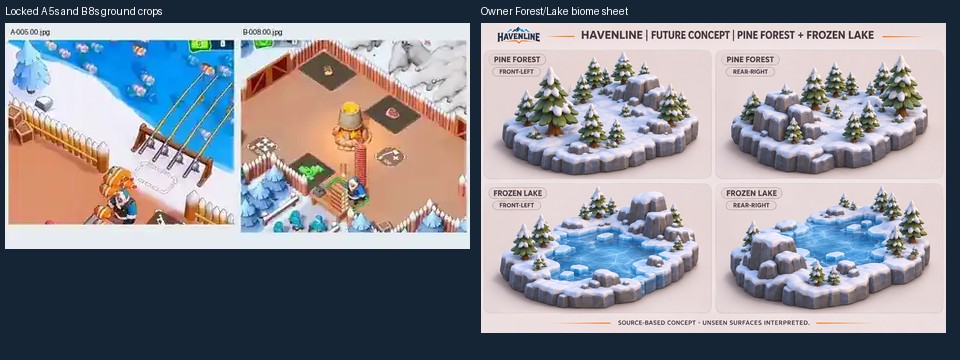 Locked A5s and B8s ground crops
A-005.00.jpg
B-008.00.jpg
Owner Forest/Lake biome sheet
HAVENLINE
HAVENLINE | FUTURE CONCEPT | PINE FOREST + FROZEN LAKE
PINE FOREST
FRONT-LEFT
PINE FOREST
REAR-RIGHT
FROZEN LAKE
FRONT-LEFT
FROZEN LAKE
REAR-RIGHT
SOURCE-BASED CONCEPT - UNSEEN SURFACES INTERPRETED.